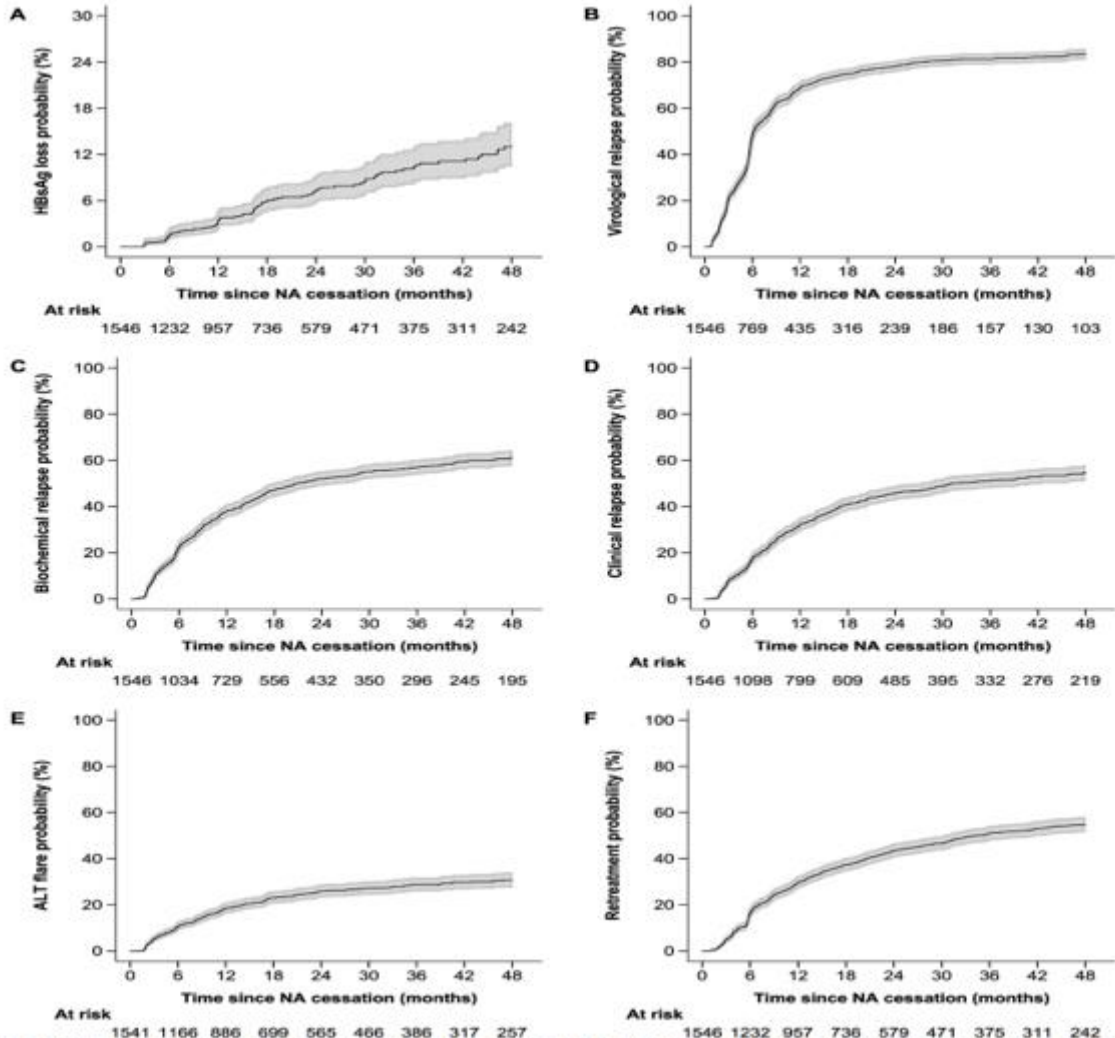 A
HBsAg loss probability (%)
30
24
18
12
6
0
0 6 12 18 24 30 36 42 48
Time since NA cessation (months)
At risk
1546 1232 957 736 579 471 375 311 242
B
Virological relapse probability (%)
100
80
60
40
20
0
0 6 12 18 24 30 36 42 48
Time since NA cessation (months)
At risk
1546 769 435 316 239 186 157 130 103
C
Biochemical relapse probability (%)
100
80
60
40
20
0
0 6 12 18 24 30 36 42 48
Time since NA cessation (months)
At risk
1546 1034 729 556 432 350 296 245 195
D
Clinical relapse probability (%)
100
80
60
40
20
0
0 6 12 18 24 30 36 42 48
Time since NA cessation (months)
At risk
1546 1098 799 609 485 395 332 276 219
E
ALT flare probability (%)
100
80
60
40
20
0
0 6 12 18 24 30 36 42 48
Time since NA cessation (months)
At risk
1541 1166 886 699 565 466 386 317 257
F
Retreatment probability (%)
100
80
60
40
20
0
0 6 12 18 24 30 36 42 48
Time since NA cessation (months)
At risk
1546 1232 957 736 579 471 375 311 242